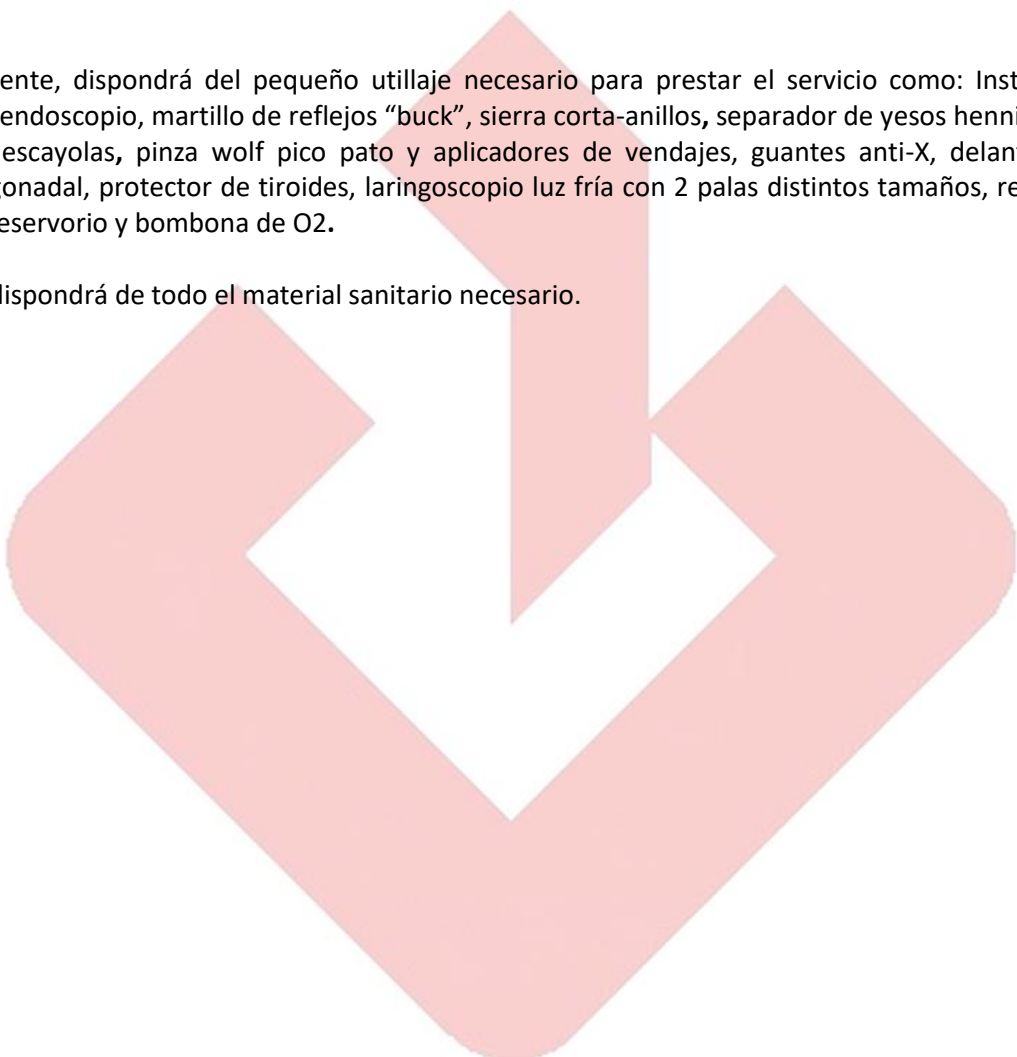 ente, dispondrá del pequeño utillaje necesario para prestar el servicio como: Inst
endoscopio, martillo de reflejos “buck”, sierra corta-anillos, separador de yesos henni
escayolas, pinza wolf pico pato y aplicadores de vendajes, guantes anti-X, delant
gonadal, protector de tiroides, laringoscopio luz fría con 2 palas distintos tamaños, re
eservorio y bombona de O2.
dispondrá de todo el material sanitario necesario.